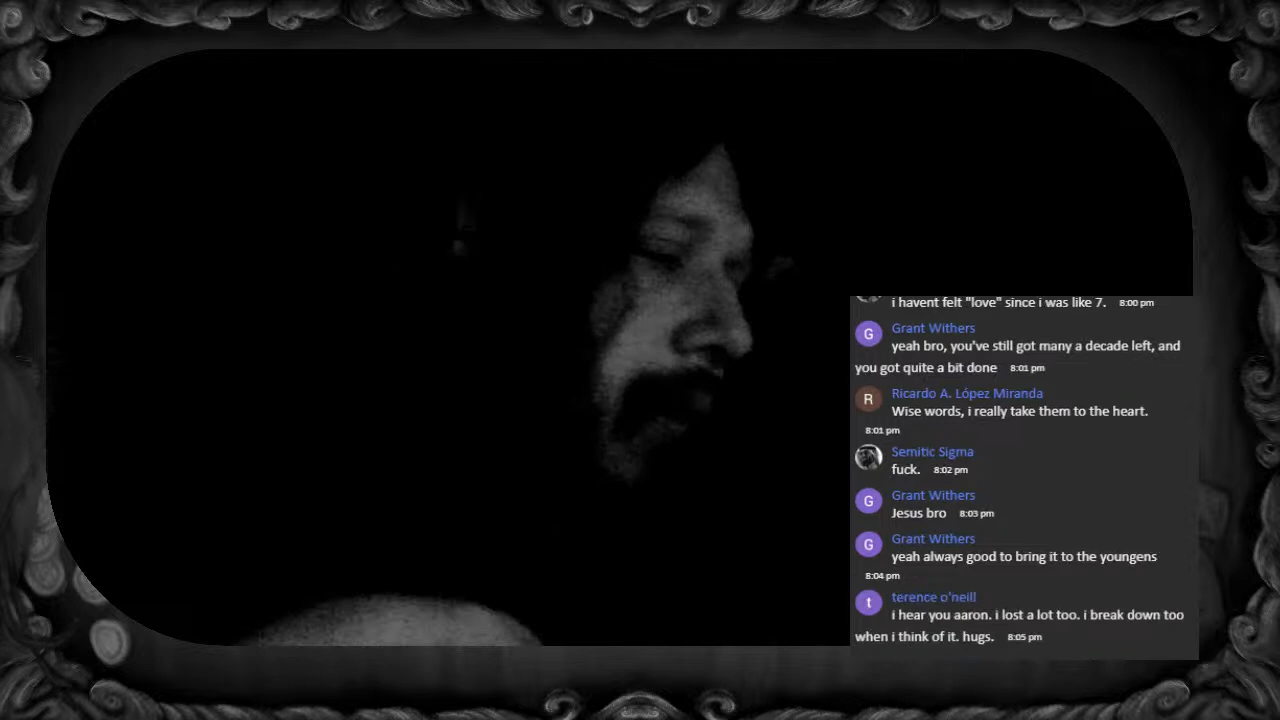 i havent felt "love" since i was like 7. 8:00 pm
G Grant Withers
yeah bro, you've still got many a decade left, and
you got quite a bit done 8:01 pm
R Ricardo A. López Miranda
Wise words, i really take them to the heart.
8:01 pm
Semitic Sigma
fuck. 8:02 pm
G Grant Withers
Jesus bro 8:03 pm
G Grant Withers
yeah always good to bring it to the youngens
8:04 pm
t terence o'neill
i hear you aaron. i lost a lot too. i break down too
when i think of it. hugs. 8:05 pm